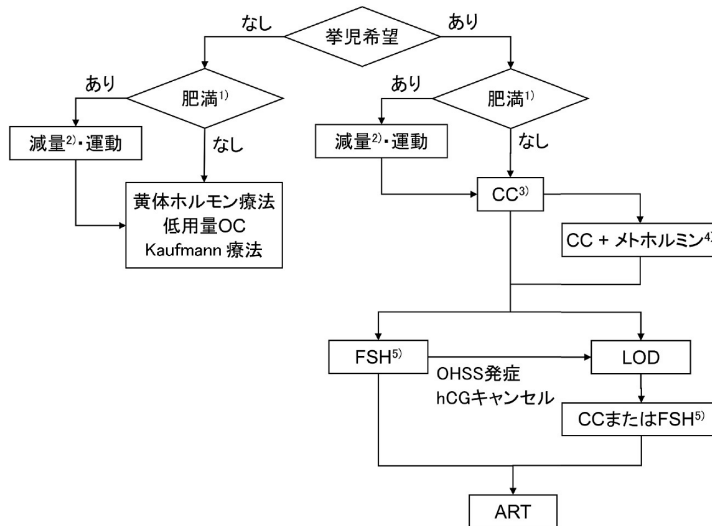 挙児希望
なし
あり
肥満1)
あり
なし
減量2)・運動
黄体ホルモン療法
低用量OC
Kaufmann 療法
肥満1)
あり
なし
減量2)・運動
CC3)
CC + メトホルミン4)
FSH5)
OHSS発症
hCGキャンセル
LOD
CCまたはFSH5)
ART